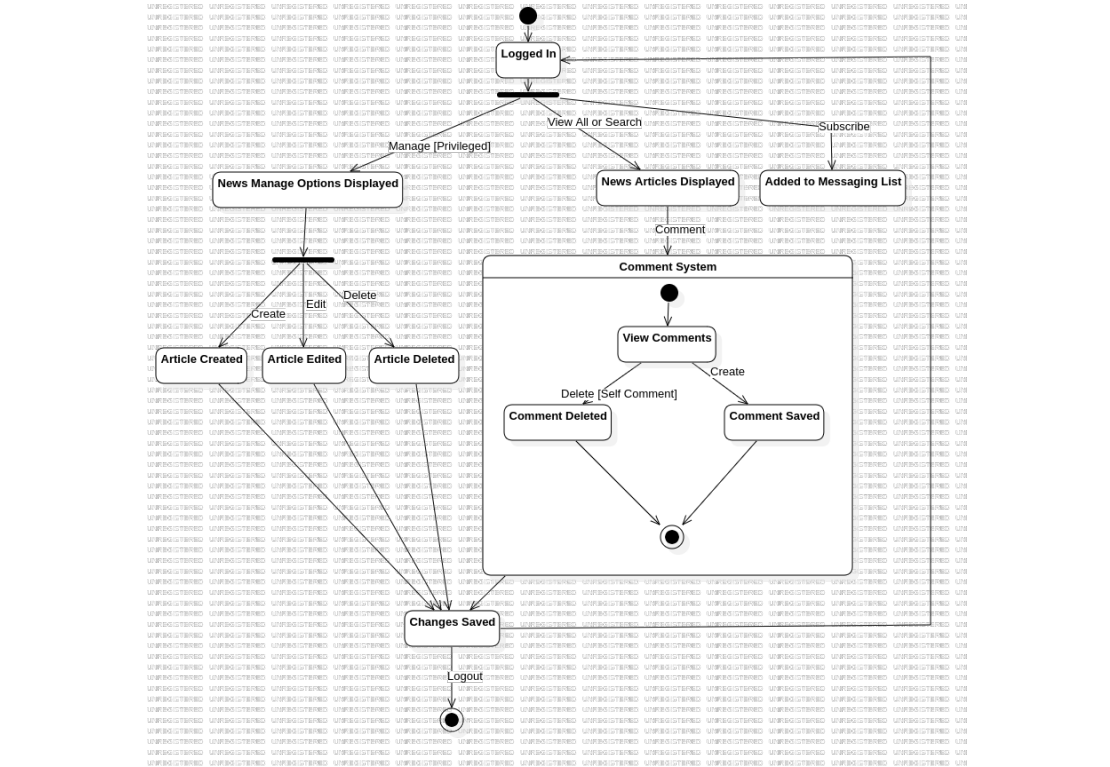 Logged In
View All or Search
Subscribe
Manage [Privileged]
News Manage Options Displayed
News Articles Displayed
Added to Messaging List
Comment
Comment System
Delete
Edit
Create
View Comments
Article Created
Article Edited
Article Deleted
Create
Delete [Self Comment]
Comment Deleted
Comment Saved
Changes Saved
Logout